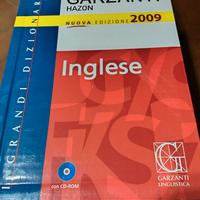 GARZANTI
HAZON
NUOVA EDIZIONE 2009
Inglese
I GRANDI DIZIONARI
con CD-ROM
GARZANTI
LINGUISTICA